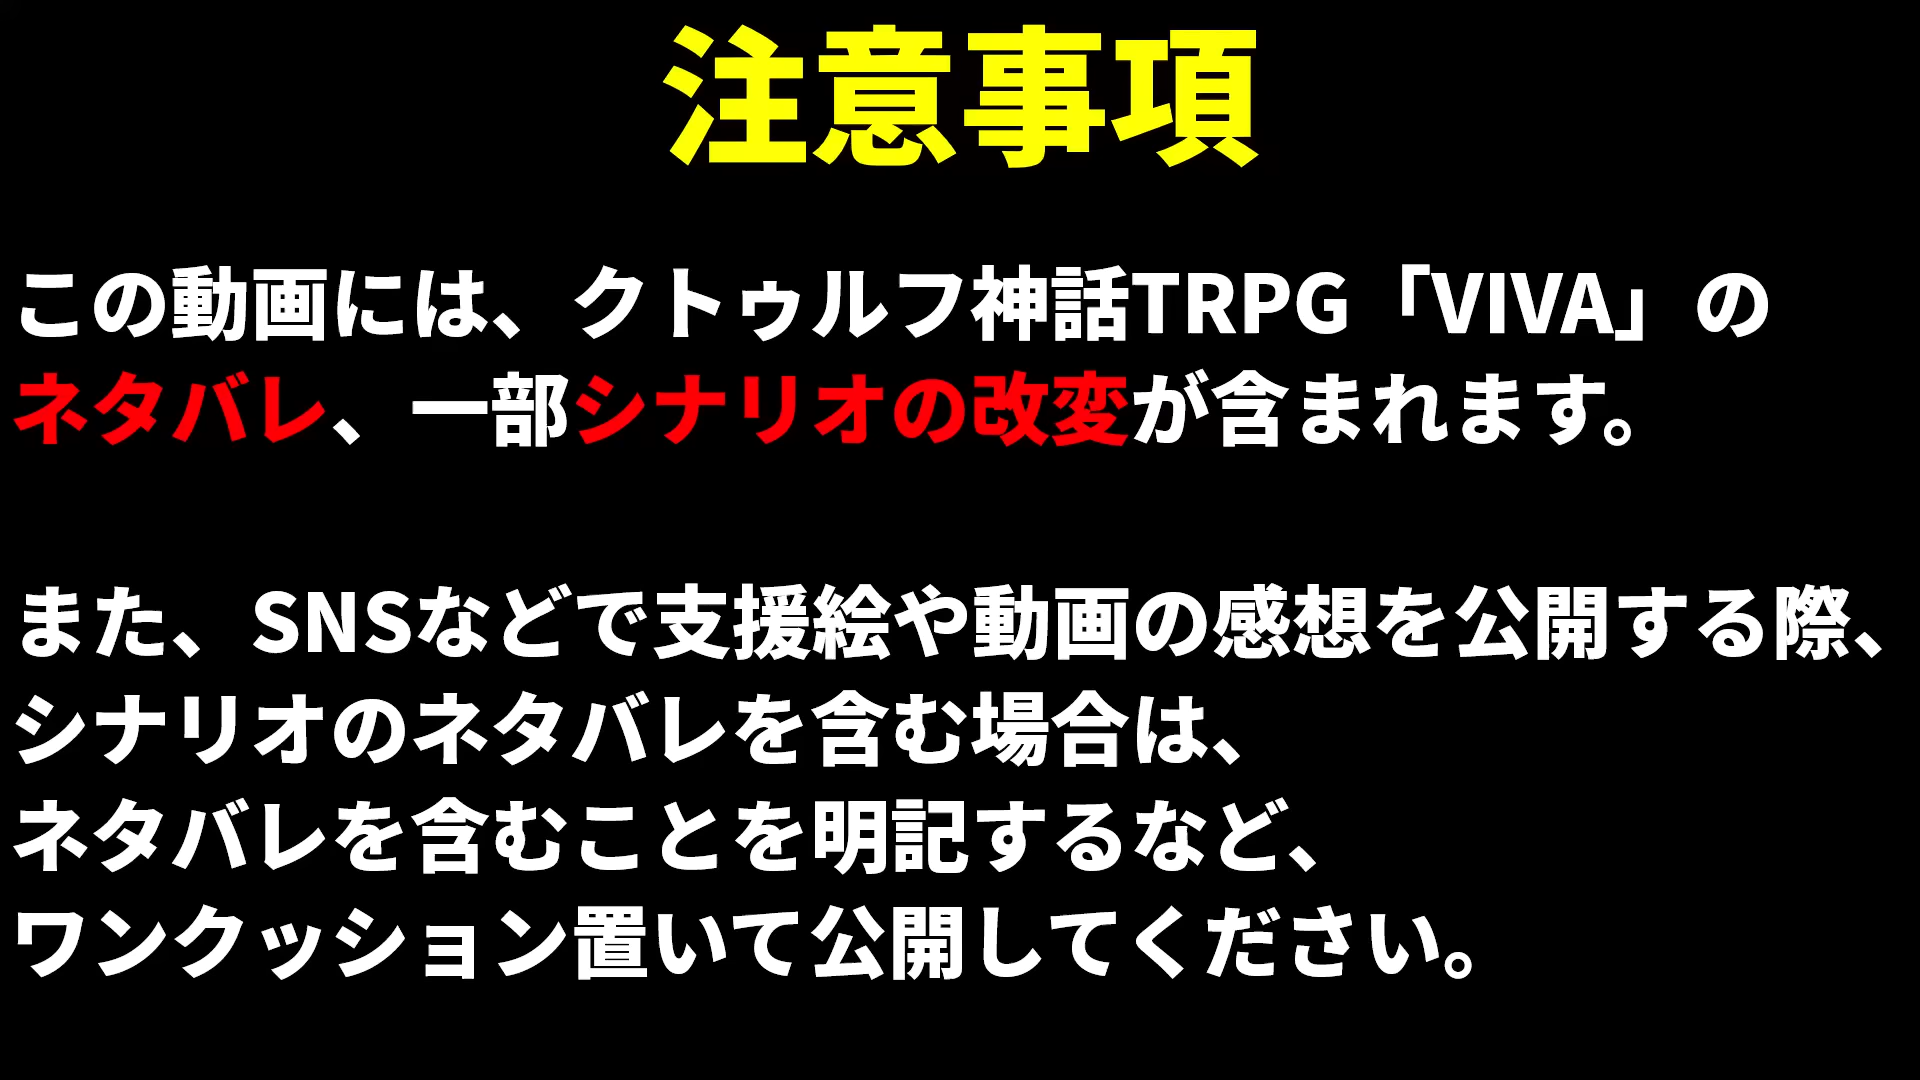 注意事項
この動画には、クトゥルフ神話TRPG「VIVA」の
ネタバレ、一部シナリオの改変が含まれます。
また、SNSなどで支援絵や動画の感想を公開する際、
シナリオのネタバレを含む場合は、
ネタバレを含むことを明記するなど、
ワンクッション置いて公開してください。